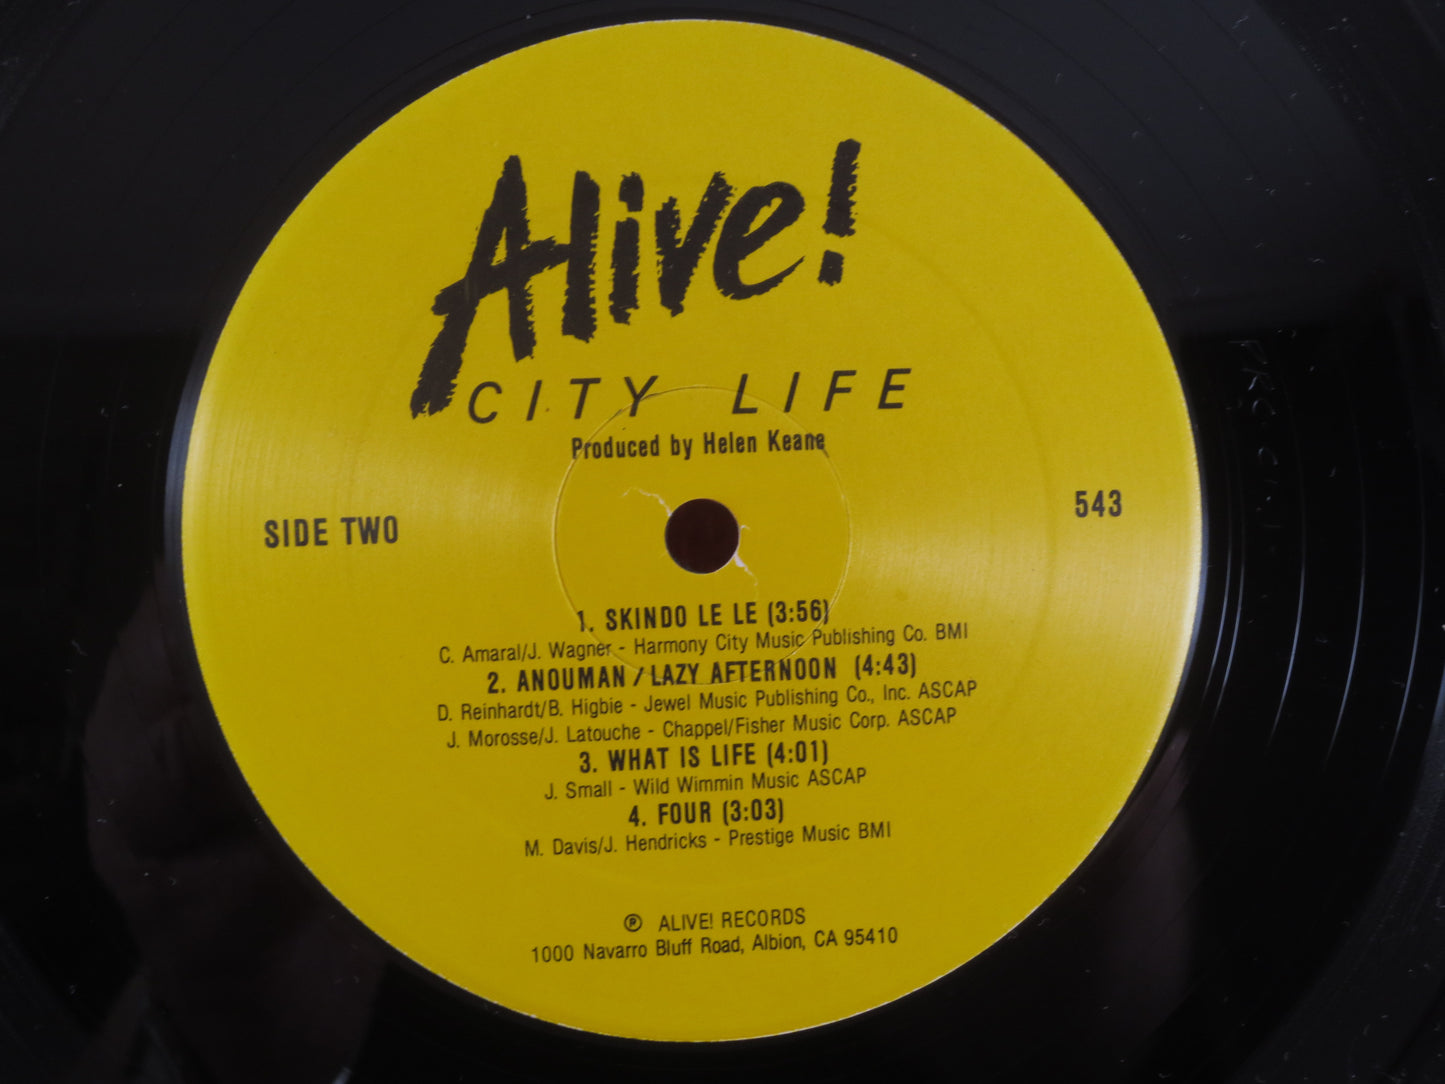 Alive!
CITY LIFE
Produced by Helen Keane
SIDE TWO
543
1. SKINDO LE LE (3:56)
C. Amaral/J. Wagner - Harmony City Music Publishing Co. BMI
2. ANOUMAN / LAZY AFTERNOON (4:43)
D. Reinhardt/B. Higbie - Jewel Music Publishing Co., Inc. ASCAP
J. Morosse/J. Latouche - Chappel/Fisher Music Corp. ASCAP
3. WHAT IS LIFE (4:01)
J. Small - Wild Wimmin Music ASCAP
4. FOUR (3:03)
M. Davis/J. Hendricks - Prestige Music BMI
® ALIVE! RECORDS
1000 Navarro Bluff Road, Albion, CA 95410